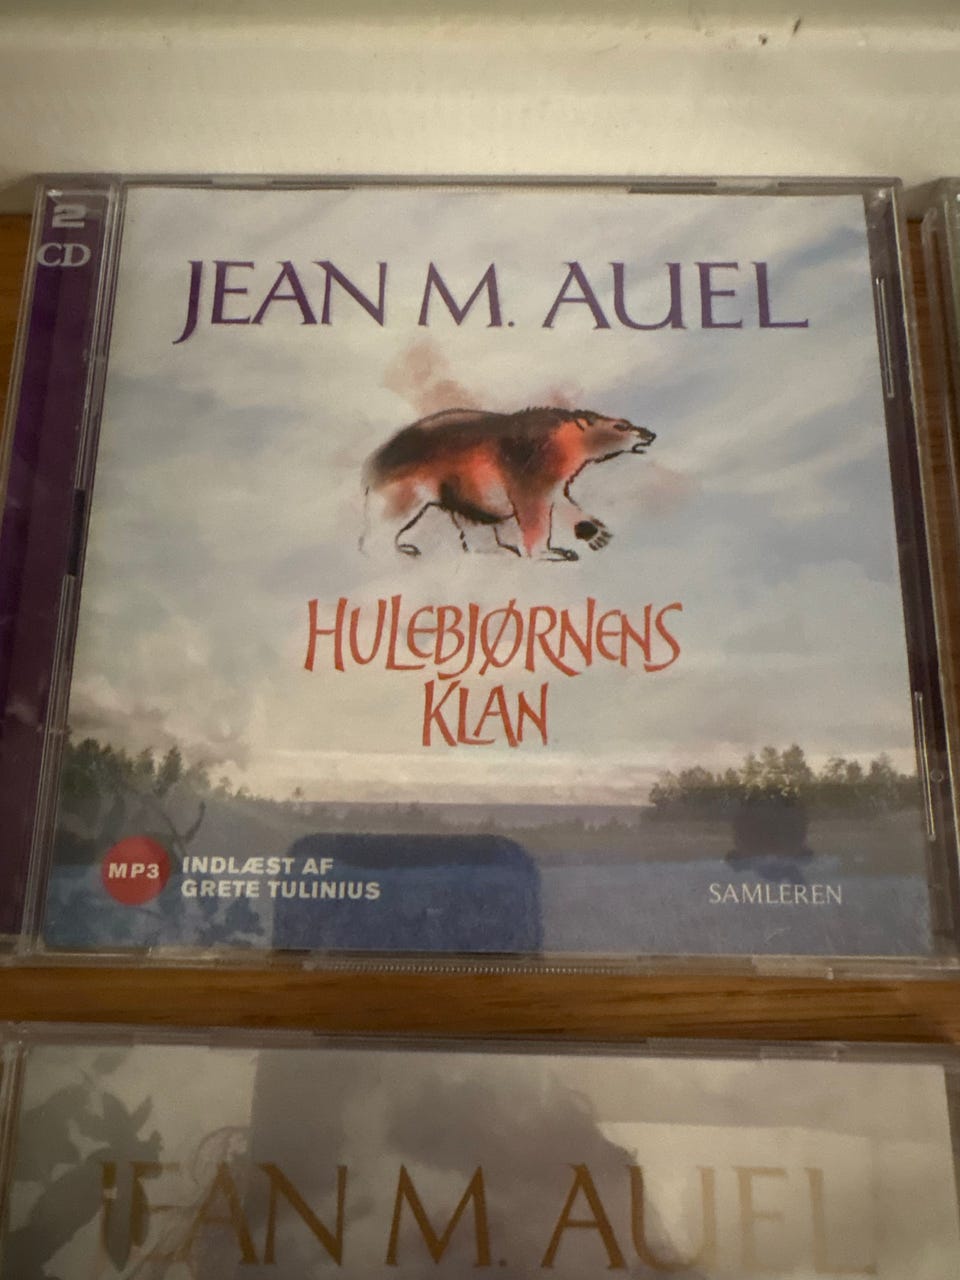 2
CD
JEAN M. AUEL
HULEBJØRNENS
KLAN
MP3
INDLÆST AF
GRETE TULINIUS
SAMLEREN
JEAN M. AUEL